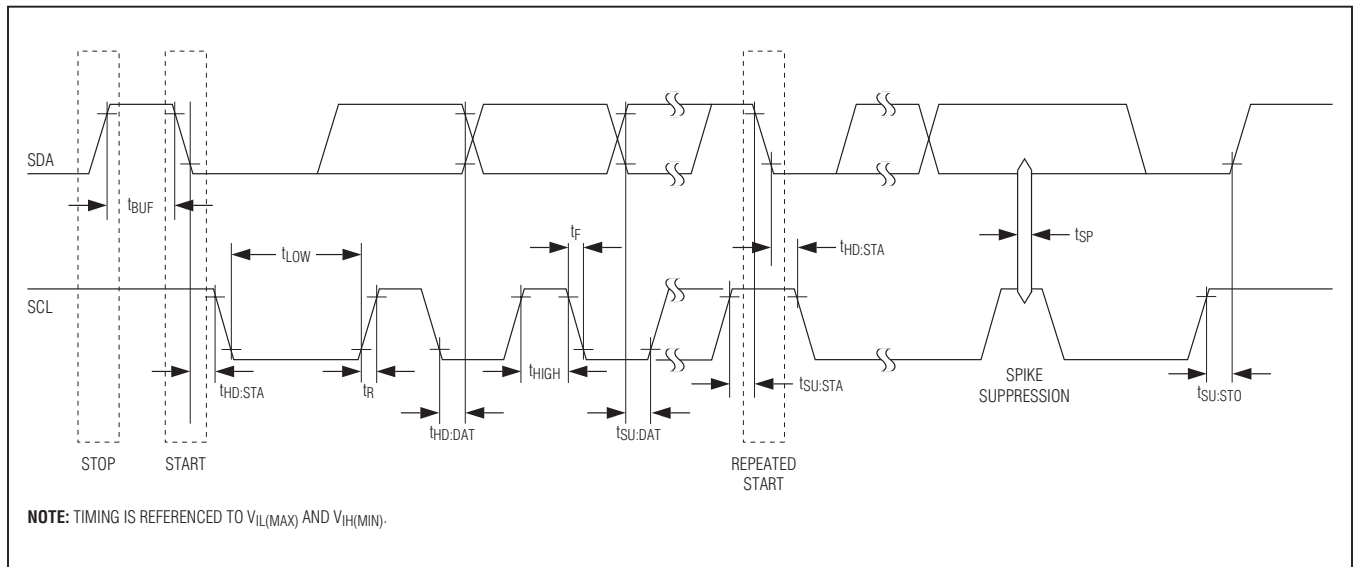 SDA
tBUF
tLOW
tF
tHD:STA
tSP
SCL
tHD:STA
tR
tHIGH
tHD:DAT
tSU:DAT
tSU:STA
SPIKE
SUPPRESSION
tSU:STO
STOP
START
REPEATED
START
NOTE: TIMING IS REFERENCED TO VIL(MAX) AND VIH(MIN).